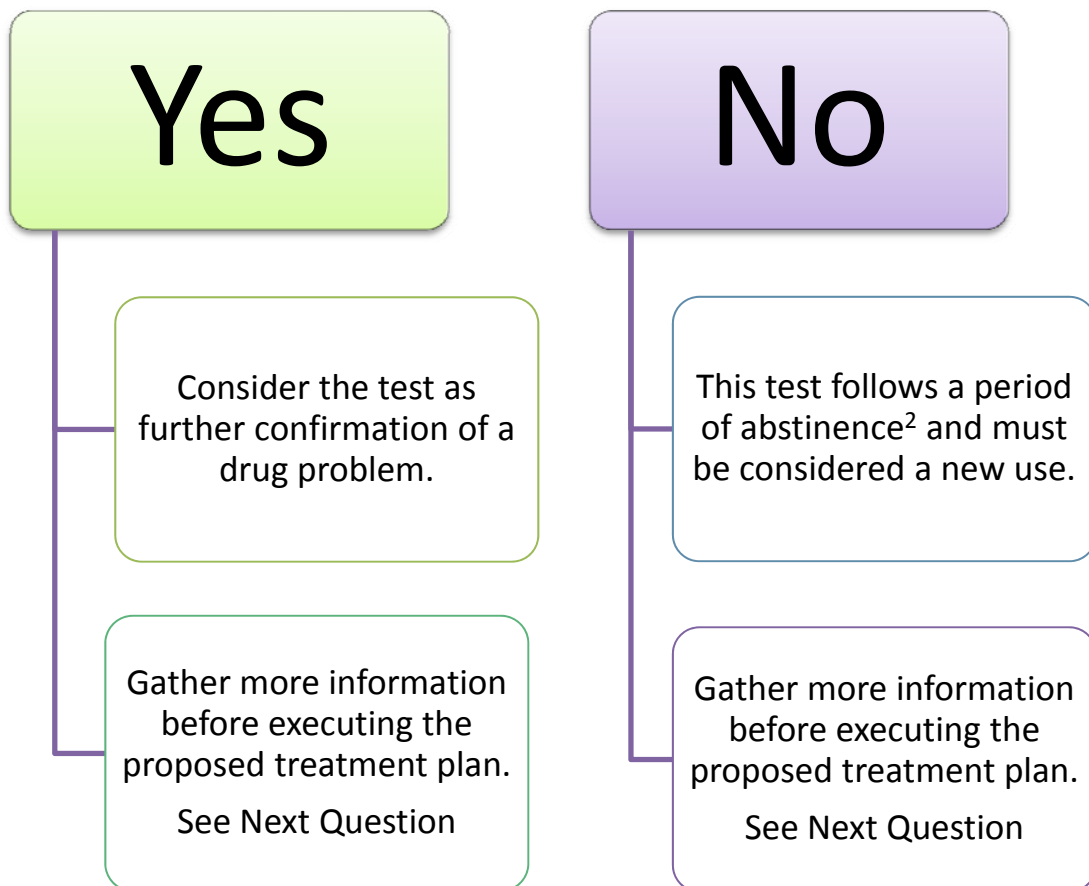 Yes
Consider the test as
further confirmation of a
drug problem.
Gather more information
before executing the
proposed treatment plan.
See Next Question
No
This test follows a period
of abstinence² and must
be considered a new use.
Gather more information
before executing the
proposed treatment plan.
See Next Question